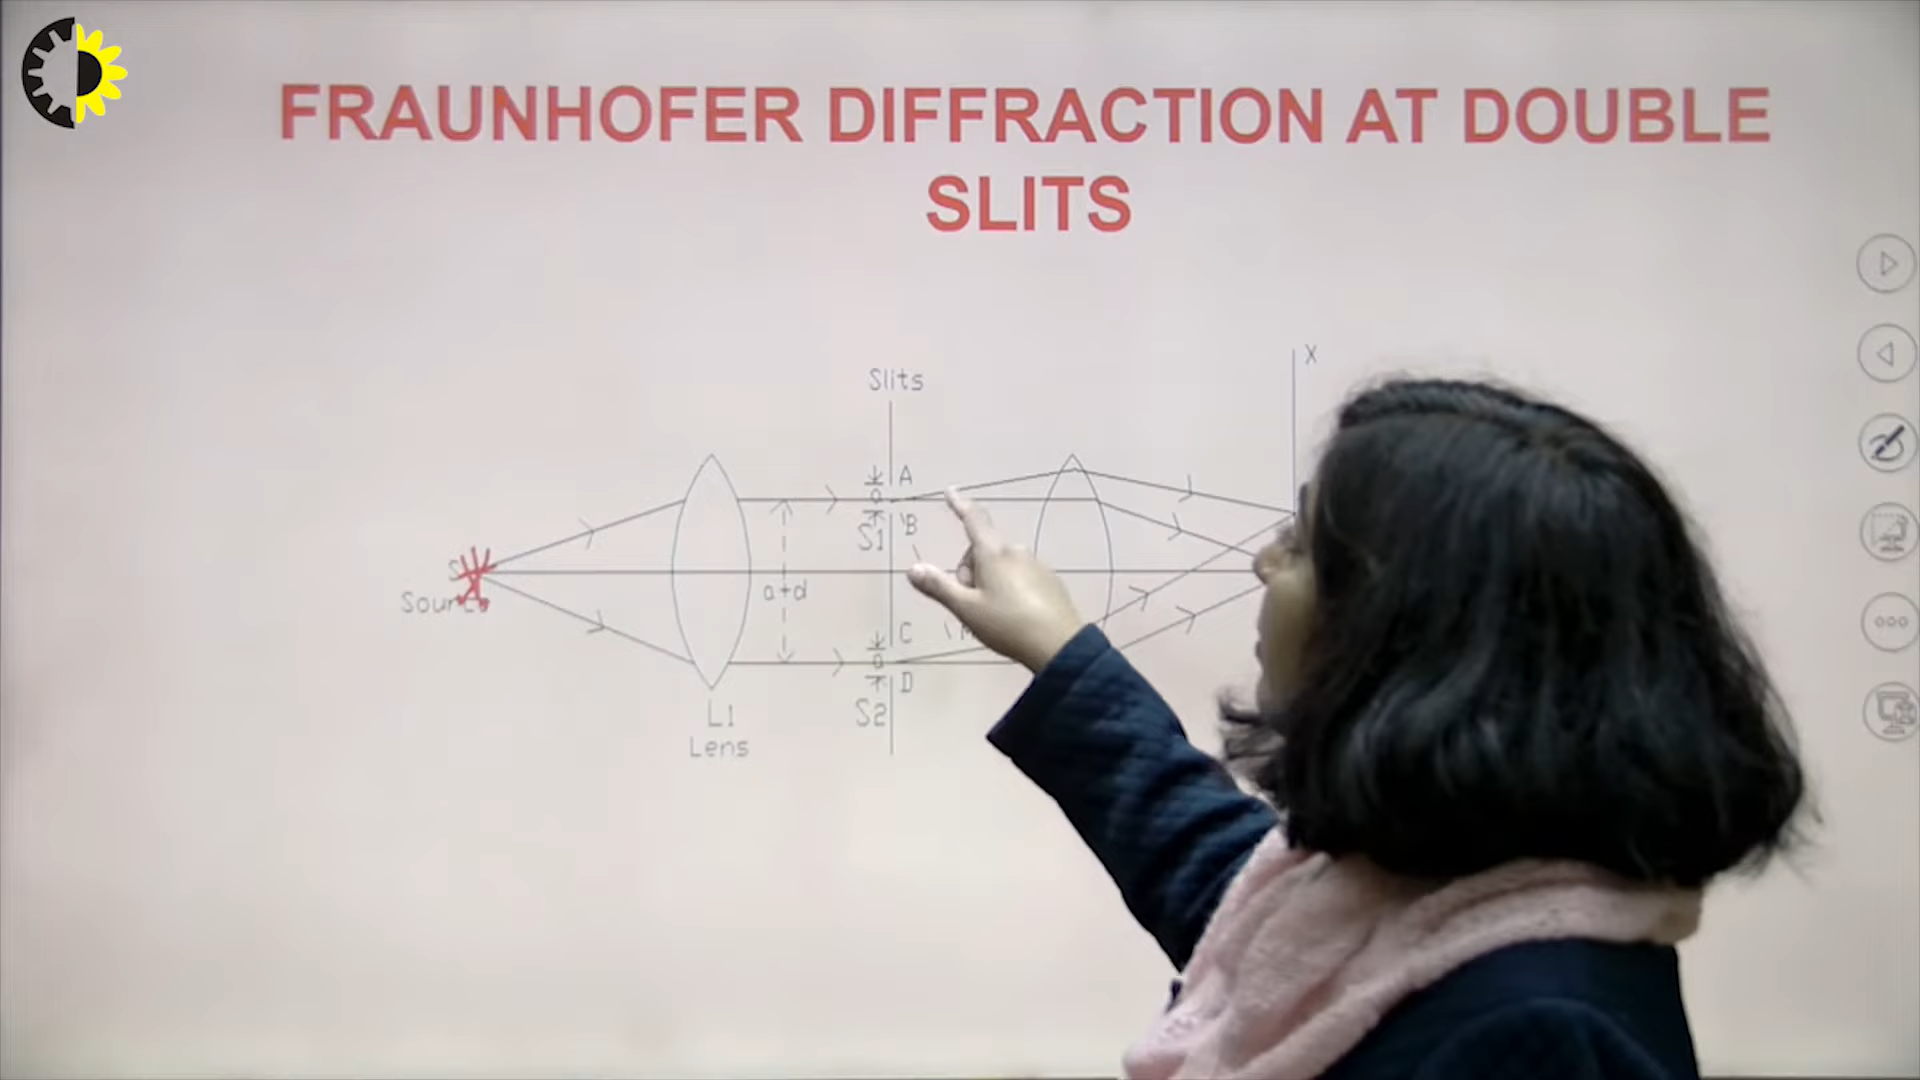 FRAUNHOFER DIFFRACTION AT DOUBLE
SLITS
X
Slits
A
a
B
S1
S
Source
a+d
C
M
a
D
S2
L1
Lens